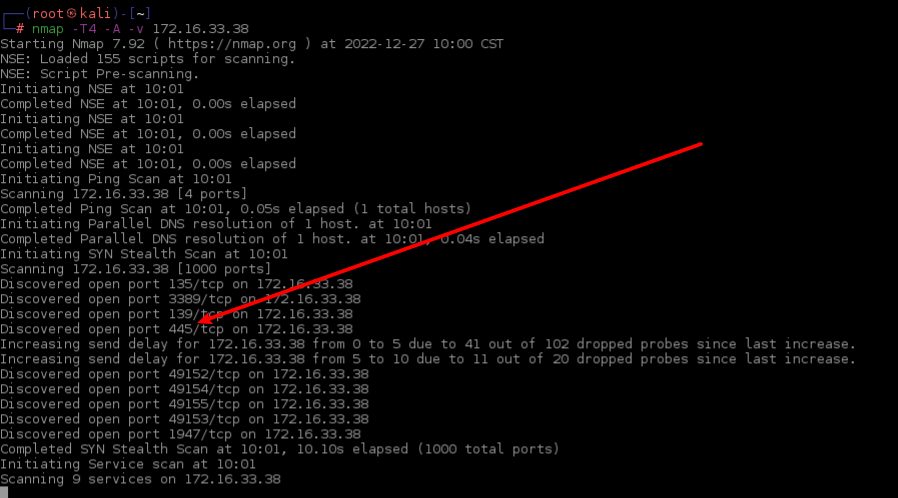 (root㉿kali)-[~]
# nmap -T4 -A -v 172.16.33.38
Starting Nmap 7.92 ( https://nmap.org ) at 2022-12-27 10:00 CST
NSE: Loaded 155 scripts for scanning.
NSE: Script Pre-scanning.
Initiating NSE at 10:01
Completed NSE at 10:01, 0.00s elapsed
Initiating NSE at 10:01
Completed NSE at 10:01, 0.00s elapsed
Initiating NSE at 10:01
Completed NSE at 10:01, 0.00s elapsed
Initiating Ping Scan at 10:01
Scanning 172.16.33.38 [4 ports]
Completed Ping Scan at 10:01, 0.05s elapsed (1 total hosts)
Initiating Parallel DNS resolution of 1 host. at 10:01
Completed Parallel DNS resolution of 1 host. at 10:01, 0.04s elapsed
Initiating SYN Stealth Scan at 10:01
Scanning 172.16.33.38 [1000 ports]
Discovered open port 135/tcp on 172.16.33.38
Discovered open port 3389/tcp on 172.16.33.38
Discovered open port 139/tcp on 172.16.33.38
Discovered open port 445/tcp on 172.16.33.38
Increasing send delay for 172.16.33.38 from 0 to 5 due to 41 out of 102 dropped probes since last increase.
Increasing send delay for 172.16.33.38 from 5 to 10 due to 11 out of 20 dropped probes since last increase.
Discovered open port 49152/tcp on 172.16.33.38
Discovered open port 49154/tcp on 172.16.33.38
Discovered open port 49155/tcp on 172.16.33.38
Discovered open port 49153/tcp on 172.16.33.38
Discovered open port 1947/tcp on 172.16.33.38
Completed SYN Stealth Scan at 10:01, 10.10s elapsed (1000 total ports)
Initiating Service scan at 10:01
Scanning 9 services on 172.16.33.38